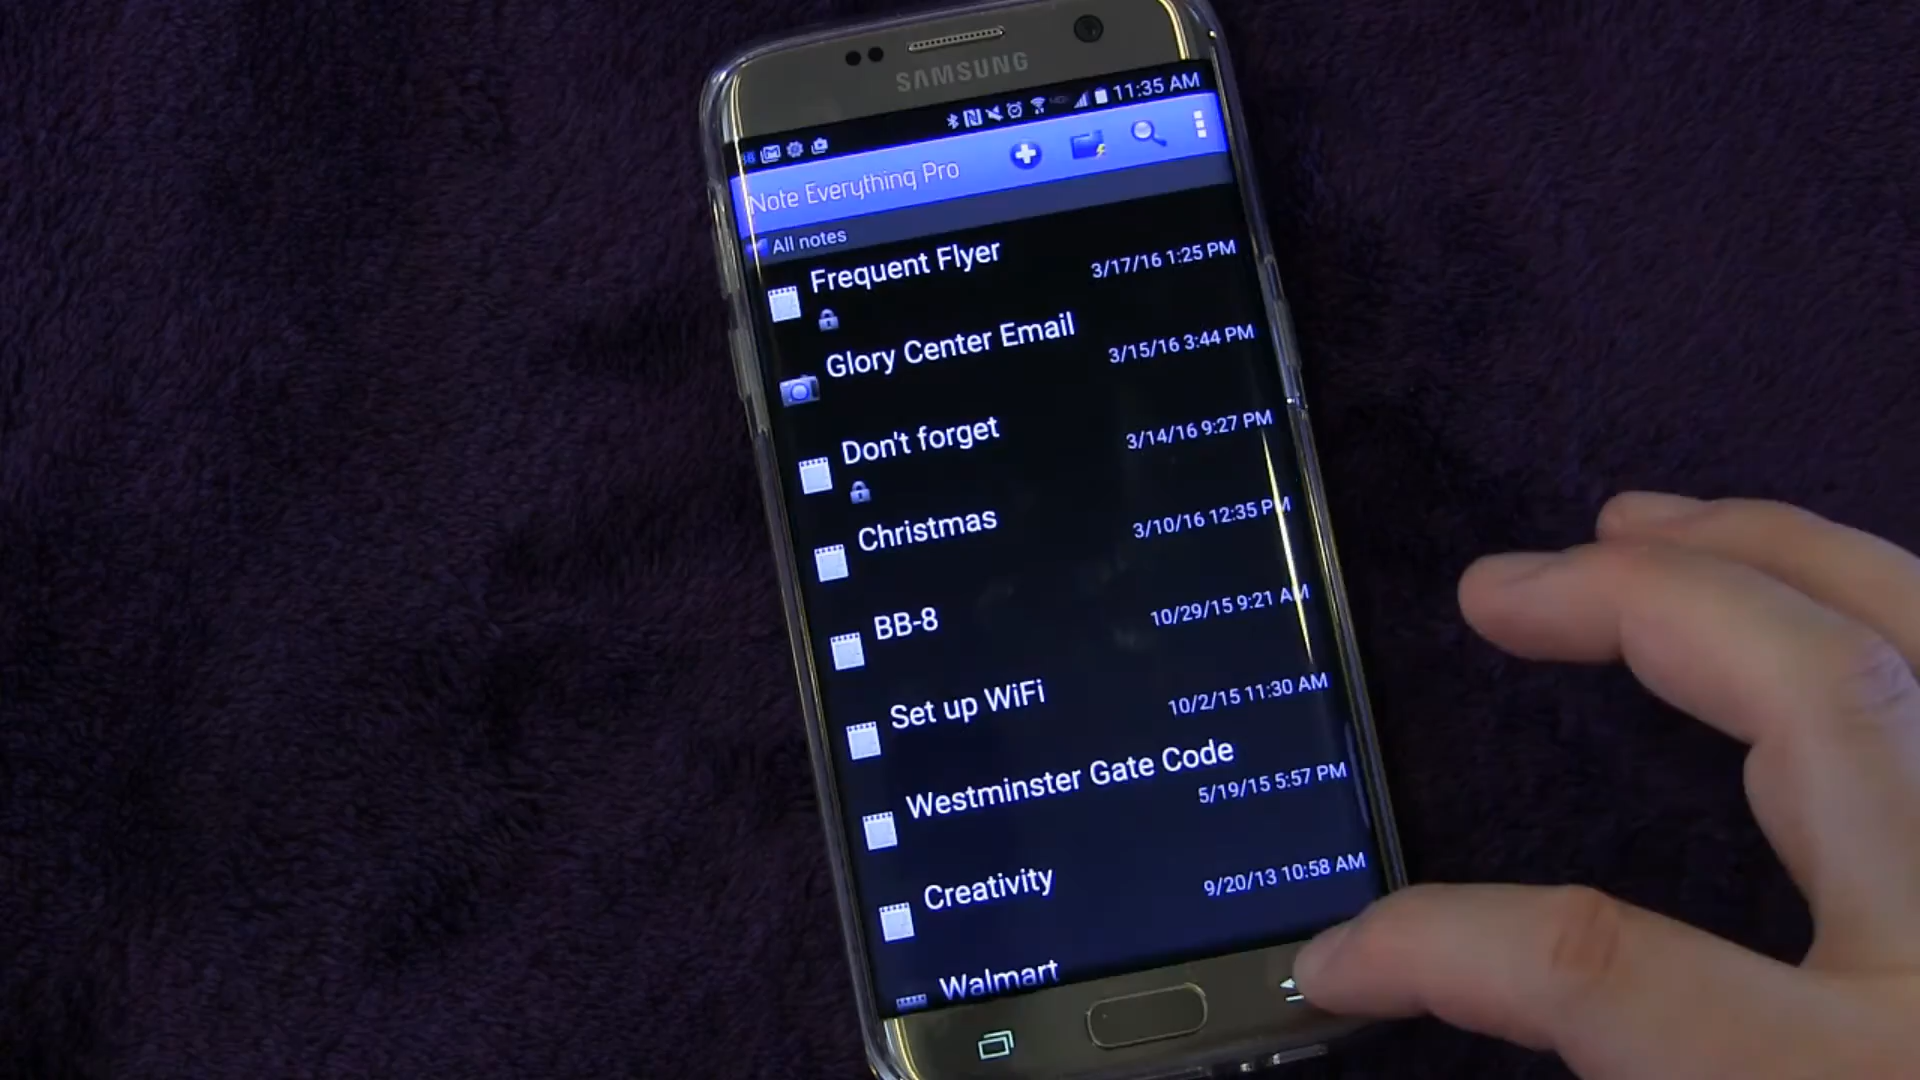 SAMSUNG
11:35 AM
Note Everything Pro
All notes
Frequent Flyer
3/17/16 1:25 PM
Glory Center Email
3/15/16 3:44 PM
Don't forget
3/14/16 9:27 PM
Christmas
3/10/16 12:35 PM
BB-8
10/29/15 9:21 AM
Set up WiFi
10/2/15 11:30 AM
Westminster Gate Code
5/19/15 5:57 PM
Creativity
9/20/13 10:58 AM
Walmart